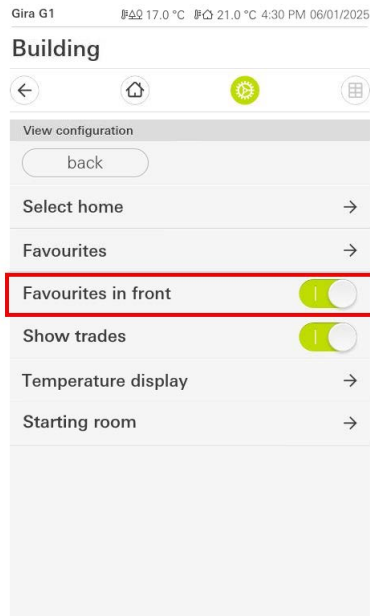 Gira G1 17.0 °C 21.0 °C 4:30 PM 06/01/2025
Building
View configuration
back
Select home
Favourites
Favourites in front
Show trades
Temperature display
Starting room